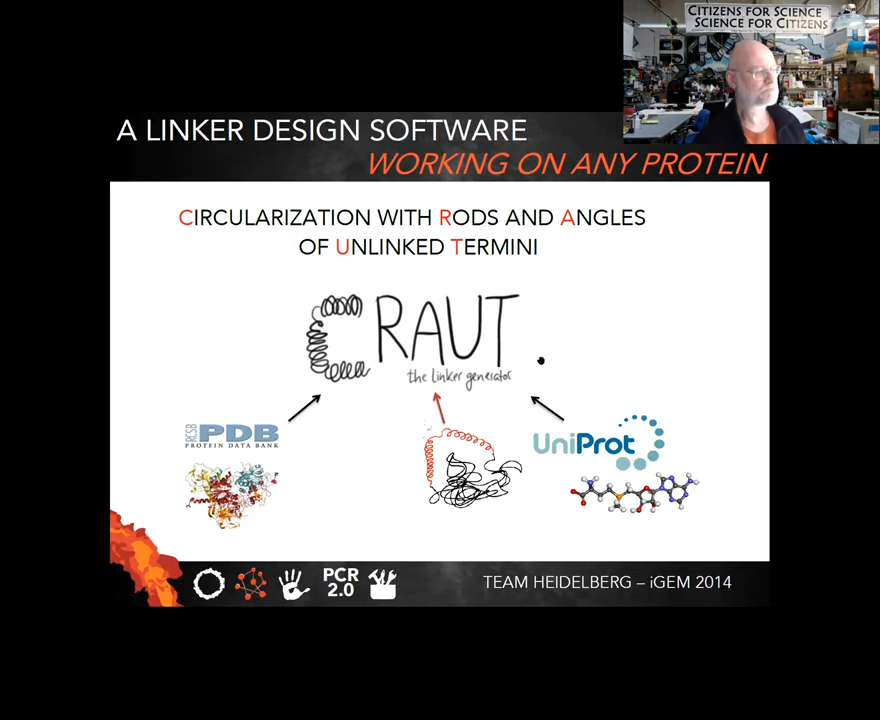 CITIZENS FOR SCIENCE
SCIENCE FOR CITIZENS
A LINKER DESIGN SOFTWARE
WORKING ON ANY PROTEIN
CIRCULARIZATION WITH RODS AND ANGLES
OF UNLINKED TERMINI
CRAUT
the linker generator
RCSB PDB
PROTEIN DATA BANK
UniProt
PCR
2.0
TEAM HEIDELBERG – iGEM 2014